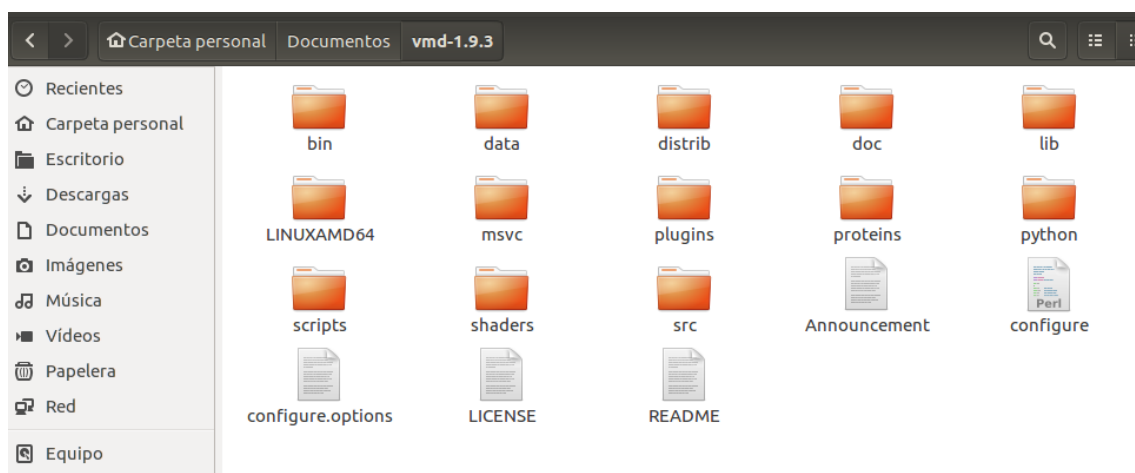 Carpeta personal Documentos vmd-1.9.3
Recientes
Carpeta personal
Escritorio
Descargas
Documentos
Imágenes
Música
Vídeos
Papelera
Red
Equipo
bin data distrib doc lib
LINUXAMD64 msvc plugins proteins python
Perl
scripts shaders src Announcement configure
configure.options LICENSE README